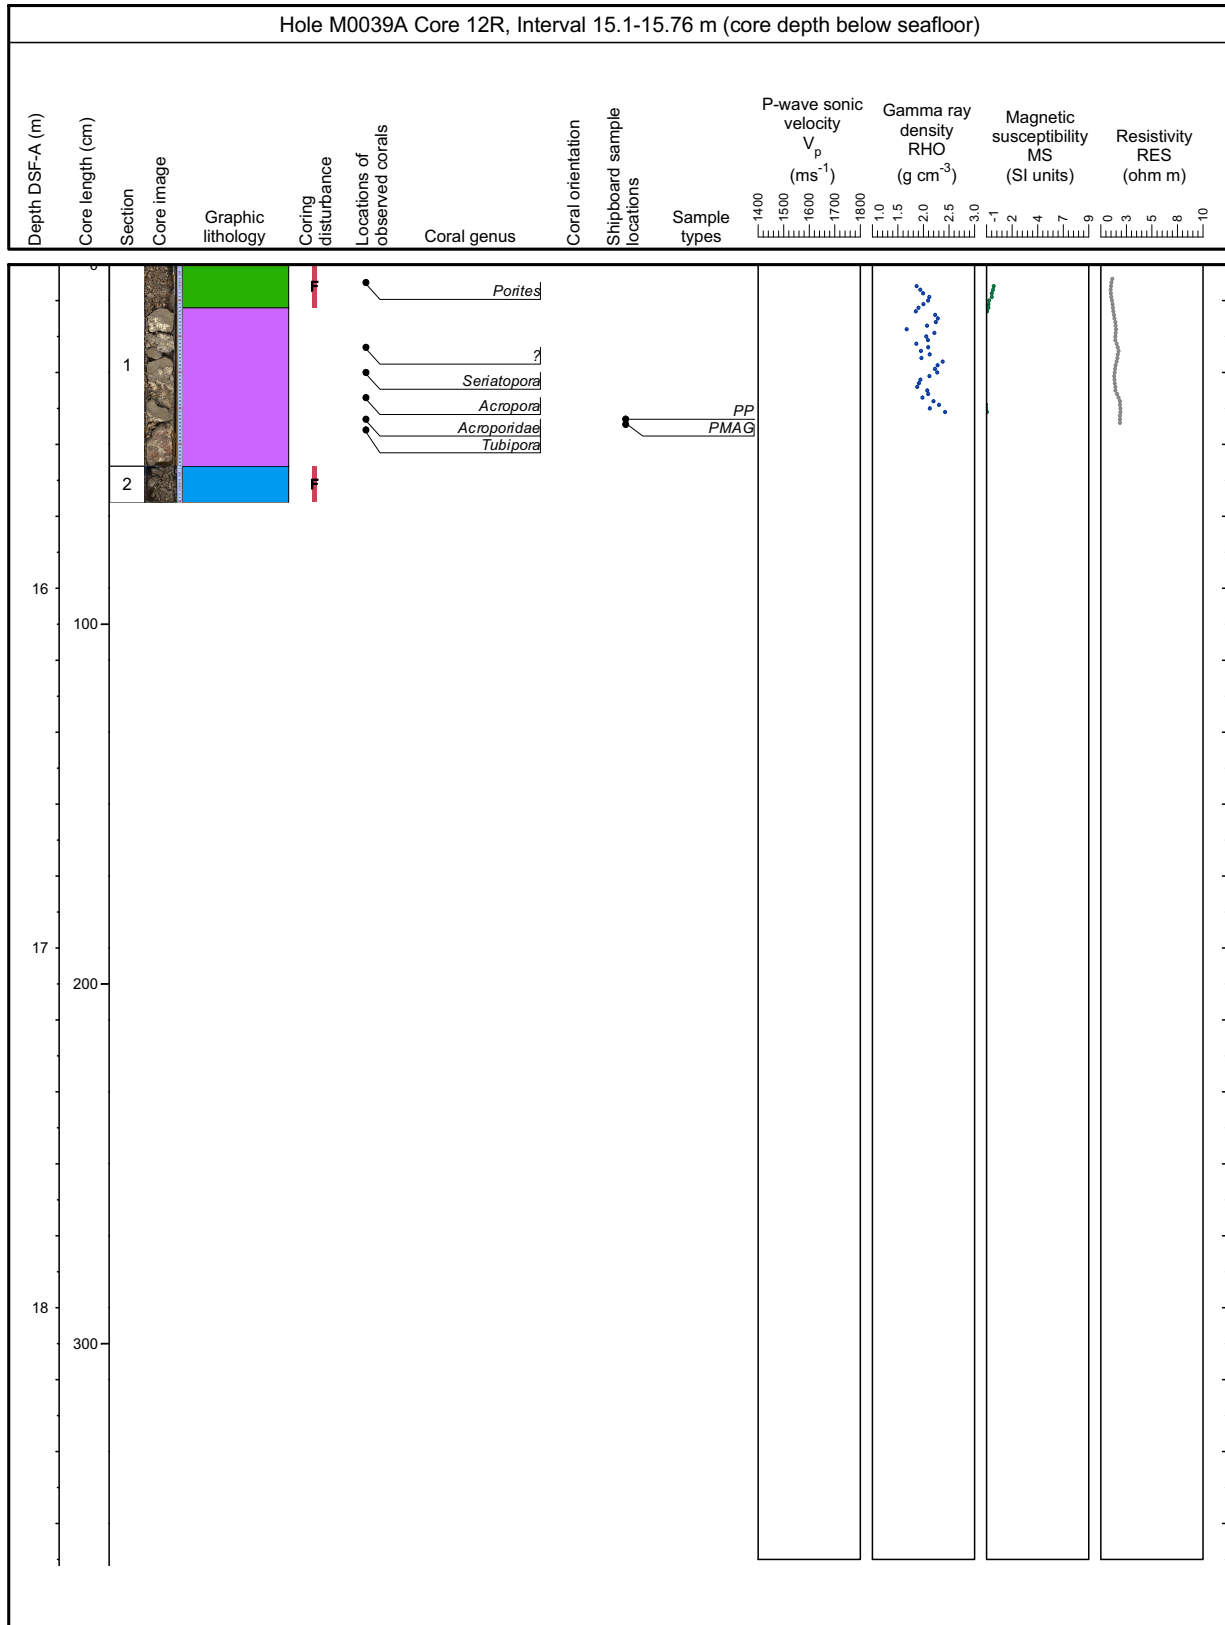 Hole M0039A Core 12R, Interval 15.1-15.76 m (core depth below seafloor)
Depth DSF-A (m)
Core length (cm)
Section
Core image
Graphic
lithology
Coring
disturbance
Locations of
observed corals
Coral genus
Coral orientation
Shipboard sample
locations
Sample
types
P-wave sonic
velocity
Vp
(ms-1)
1400 1500 1600 1700 1800
Gamma ray
density
RHO
(g cm-3)
1.0 1.5 2.0 2.5 3.0
Magnetic
susceptibility
MS
(SI units)
-1 2 4 7 9
Resistivity
RES
(ohm m)
0 3 5 8 10
0
F
Porites
1
?
Seriatopora
Acropora
PP
Acroporidae
PMAG
Tubipora
2
F
16
100
17
200
18
300